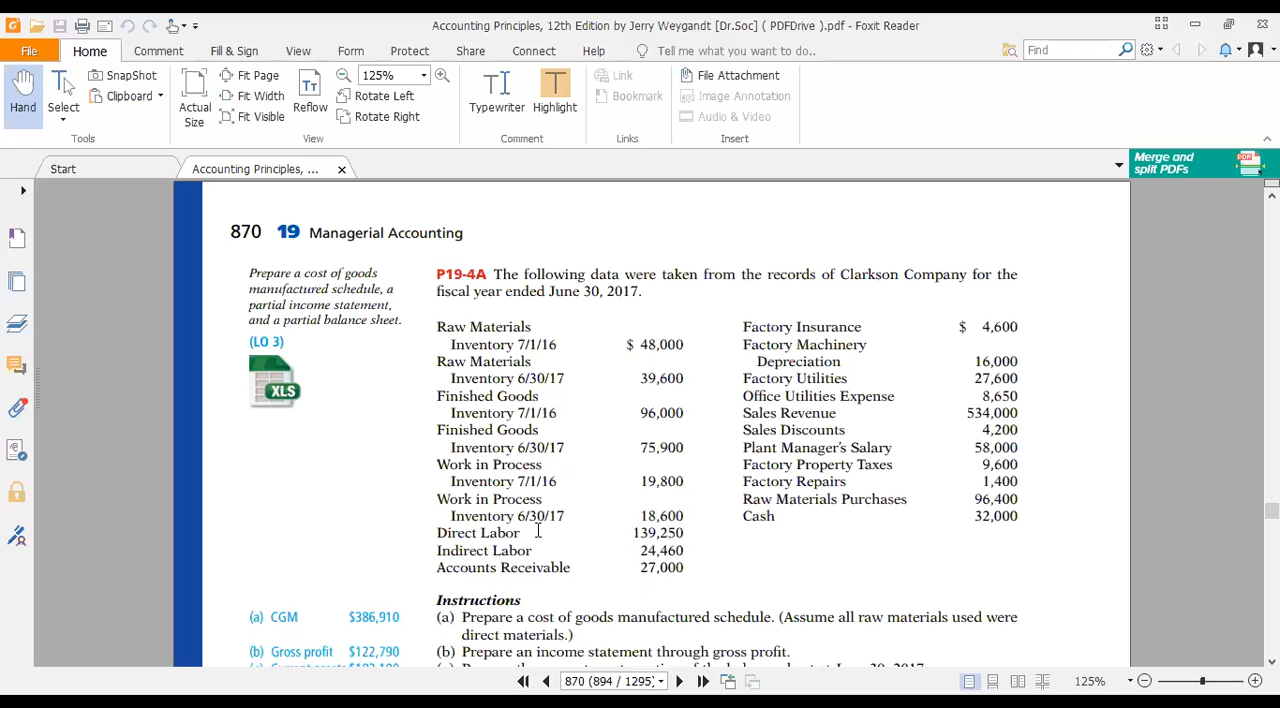 Accounting Principles, 12th Edition by Jerry Weygandt [Dr.Soc] ( PDFDrive ).pdf - Foxit Reader
File Home Comment Fill & Sign View Form Protect Share Connect Help Tell me what you want to do.. Find
Hand
Select
SnapShot
Clipboard
Tools
Actual Size
Fit Page
Fit Width
Fit Visible
Reflow
125%
Rotate Left
Rotate Right
View
Typewriter
Highlight
Comment
Link
Bookmark
Links
File Attachment
Image Annotation
Audio & Video
Insert
Start
Accounting Principles, ...
Merge and
split PDFs
PDF
870 19 Managerial Accounting
Prepare a cost of goods
manufactured schedule, a
partial income statement,
and a partial balance sheet.
(LO 3)
XLS
P19-4A The following data were taken from the records of Clarkson Company for the
fiscal year ended June 30, 2017.
Raw Materials
Inventory 7/1/16 $ 48,000
Raw Materials
Inventory 6/30/17 39,600
Finished Goods
Inventory 7/1/16 96,000
Finished Goods
Inventory 6/30/17 75,900
Work in Process
Inventory 7/1/16 19,800
Work in Process
Inventory 6/30/17 18,600
Direct Labor 139,250
Indirect Labor 24,460
Accounts Receivable 27,000
Factory Insurance $ 4,600
Factory Machinery
Depreciation 16,000
Factory Utilities 27,600
Office Utilities Expense 8,650
Sales Revenue 534,000
Sales Discounts 4,200
Plant Manager's Salary 58,000
Factory Property Taxes 9,600
Factory Repairs 1,400
Raw Materials Purchases 96,400
Cash 32,000
Instructions
(a) CGM $386,910
(a) Prepare a cost of goods manufactured schedule. (Assume all raw materials used were
direct materials.)
(b) Gross profit $122,790
(b) Prepare an income statement through gross profit.
870 (894 / 1295)
125%